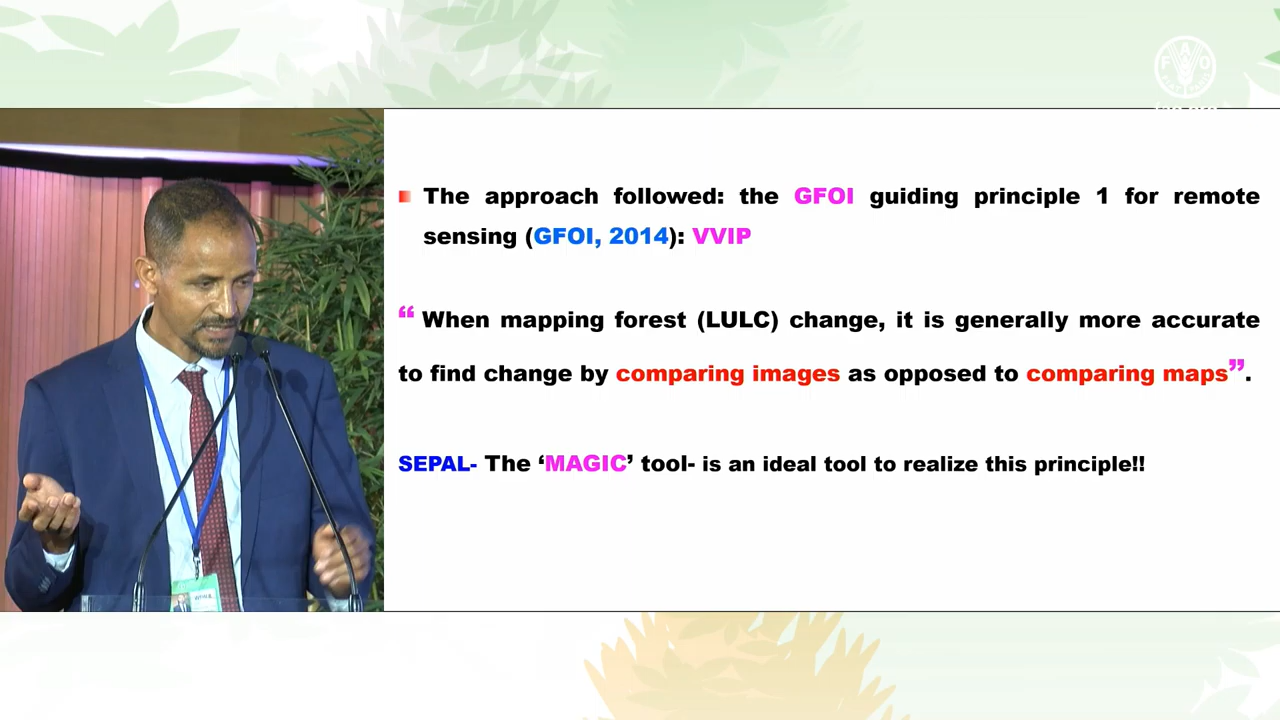 FAO
The approach followed: the GFOI guiding principle 1 for remote
sensing (GFOI, 2014): VVIP
“ When mapping forest (LULC) change, it is generally more accurate
to find change by comparing images as opposed to comparing maps”.
SEPAL- The ‘MAGIC’ tool- is an ideal tool to realize this principle!!